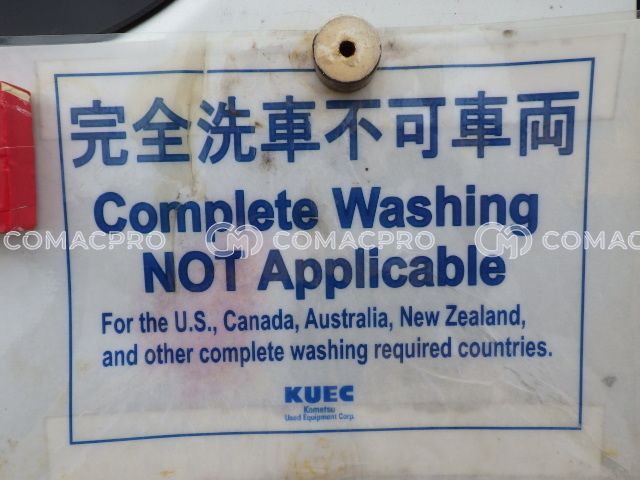 完全洗車不可車両
Complete Washing
NOT Applicable
COMACPRO COMACPRO COMACPRO
For the U.S., Canada, Australia, New Zealand,
and other complete washing required countries.
KUEC
Komatsu
Used Equipment Corp.